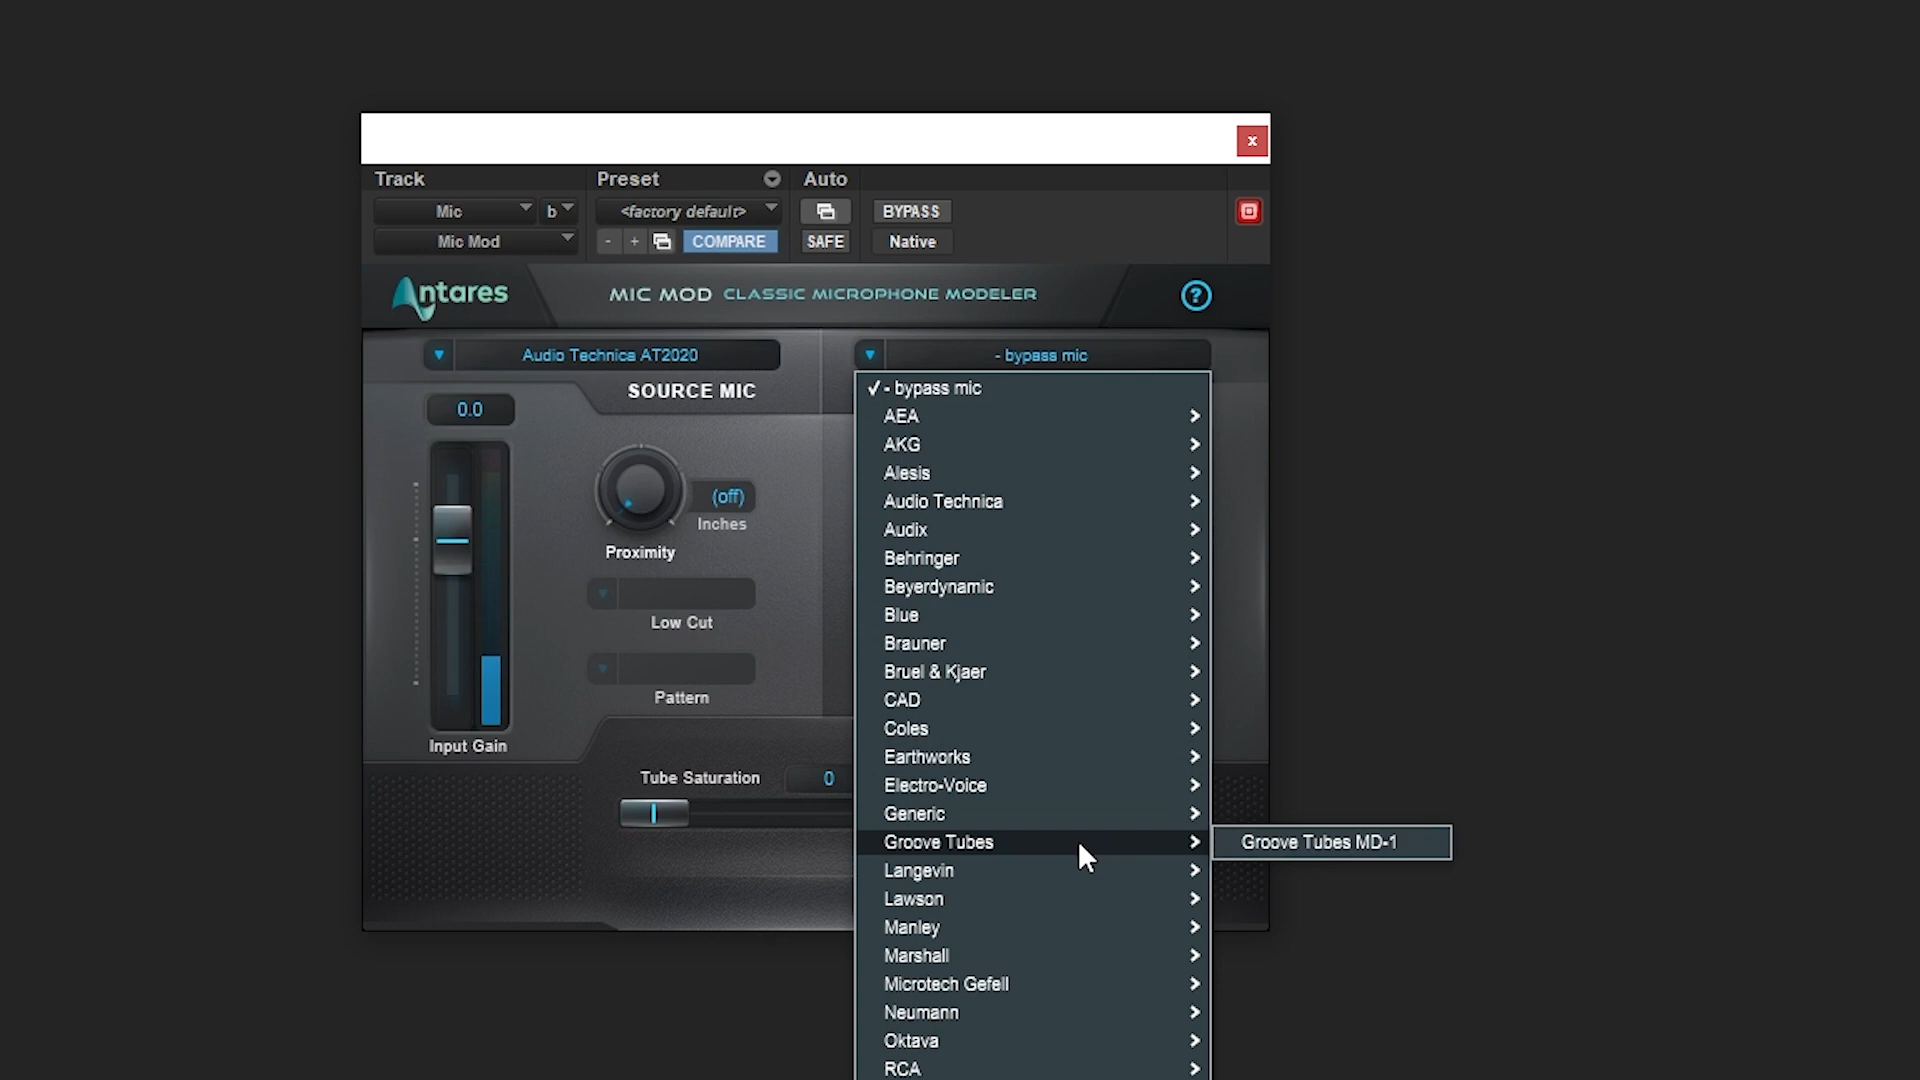 x
Track
Preset
Auto
Mic
b
<factory default>
BYPASS
Mic Mod
-
+
COMPARE
SAFE
Native
Antares
MIC MOD CLASSIC MICROPHONE MODELER
?
Audio Technica AT2020
- bypass mic
SOURCE MIC
0.0
(off)
Inches
Proximity
Low Cut
Pattern
Input Gain
Tube Saturation
0
✓ - bypass mic
AEA
AKG
Alesis
Audio Technica
Audix
Behringer
Beyerdynamic
Blue
Brauner
Bruel & Kjaer
CAD
Coles
Earthworks
Electro-Voice
Generic
Groove Tubes
Groove Tubes MD-1
Langevin
Lawson
Manley
Marshall
Microtech Gefell
Neumann
Oktava
RCA